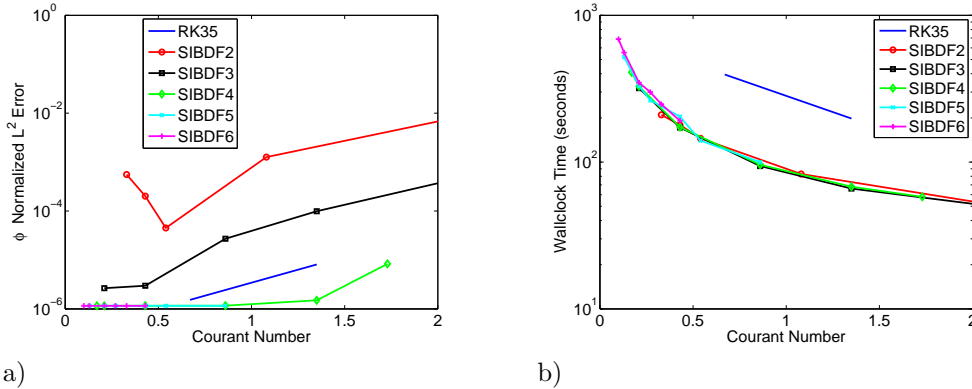 10^0
10^-2
10^-4
10^-6
0
0.5
1
1.5
2
Courant Number
ϕ Normalized L^2 Error
RK35
SIBDF2
SIBDF3
SIBDF4
SIBDF5
SIBDF6
a)
10^3
10^2
10^1
0
0.5
1
1.5
2
Courant Number
Wallclock Time (seconds)
RK35
SIBDF2
SIBDF3
SIBDF4
SIBDF5
SIBDF6
b)